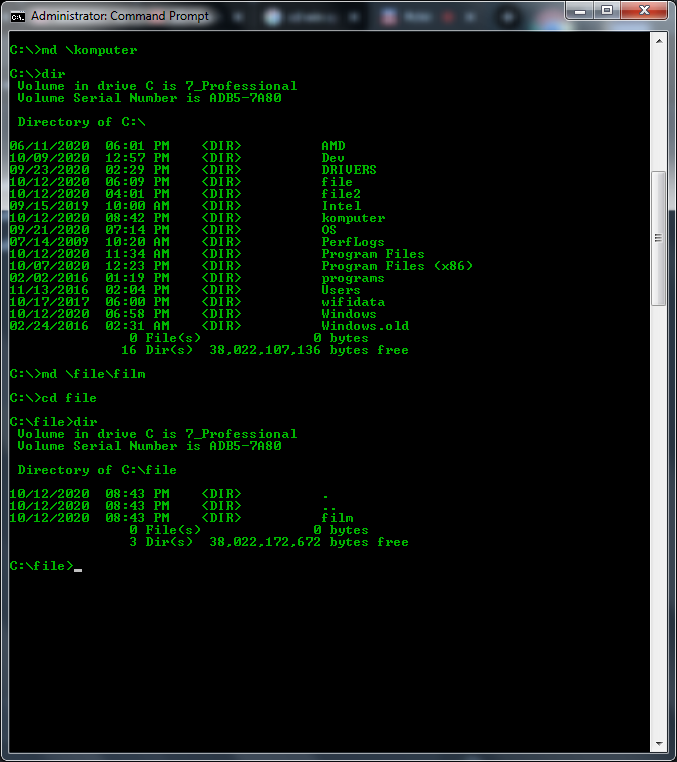 Administrator: Command Prompt
C:\>md \komputer
C:\>dir
Volume in drive C is 7_Professional
Volume Serial Number is ADB5-7A80
Directory of C:\
06/11/2020  06:01 PM    <DIR>          AMD
10/09/2020  12:57 PM    <DIR>          Dev
09/23/2020  02:29 PM    <DIR>          DRIVERS
10/12/2020  06:09 PM    <DIR>          file
10/12/2020  04:01 PM    <DIR>          file2
09/15/2019  10:00 AM    <DIR>          Intel
10/12/2020  08:42 PM    <DIR>          komputer
09/21/2020  07:14 PM    <DIR>          OS
07/14/2009  10:20 AM    <DIR>          PerfLogs
10/12/2020  11:34 AM    <DIR>          Program Files
10/07/2020  12:23 PM    <DIR>          Program Files (x86)
02/02/2016  01:19 PM    <DIR>          programs
11/13/2016  02:04 PM    <DIR>          Users
10/17/2017  06:00 PM    <DIR>          wifidata
10/12/2020  06:58 PM    <DIR>          Windows
02/24/2016  02:31 AM    <DIR>          Windows.old
0 File(s)              0 bytes
16 Dir(s)  38,022,107,136 bytes free
C:\>md \file\film
C:\>cd file
C:\file>dir
Volume in drive C is 7_Professional
Volume Serial Number is ADB5-7A80
Directory of C:\file
10/12/2020  08:43 PM    <DIR>          .
10/12/2020  08:43 PM    <DIR>          ..
10/12/2020  08:43 PM    <DIR>          film
0 File(s)              0 bytes
3 Dir(s)  38,022,172,672 bytes free
C:\file>_